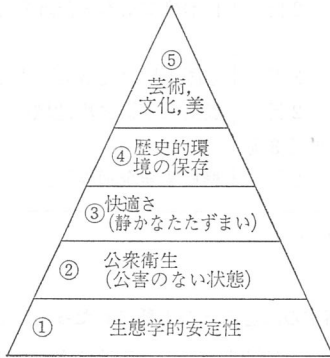 ⑤
芸術,
文化,美
④歴史的環
境の保存
③快適さ
(静かなたたずまい)
② 公衆衛生
(公害のない状態)
① 生態学的安定性